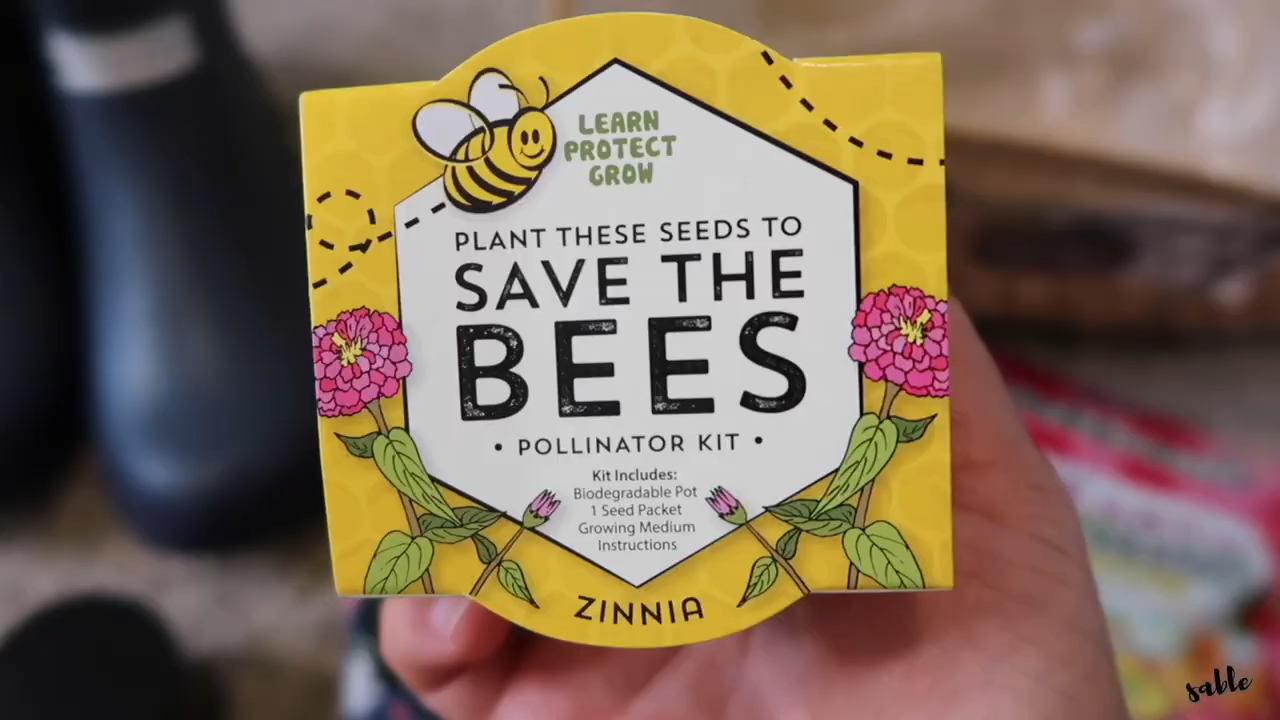 LEARN
PROTECT
GROW
PLANT THESE SEEDS TO
SAVE THE
BEES
• POLLINATOR KIT •
Kit Includes:
Biodegradable Pot
1 Seed Packet
Growing Medium
Instructions
ZINNIA
sable